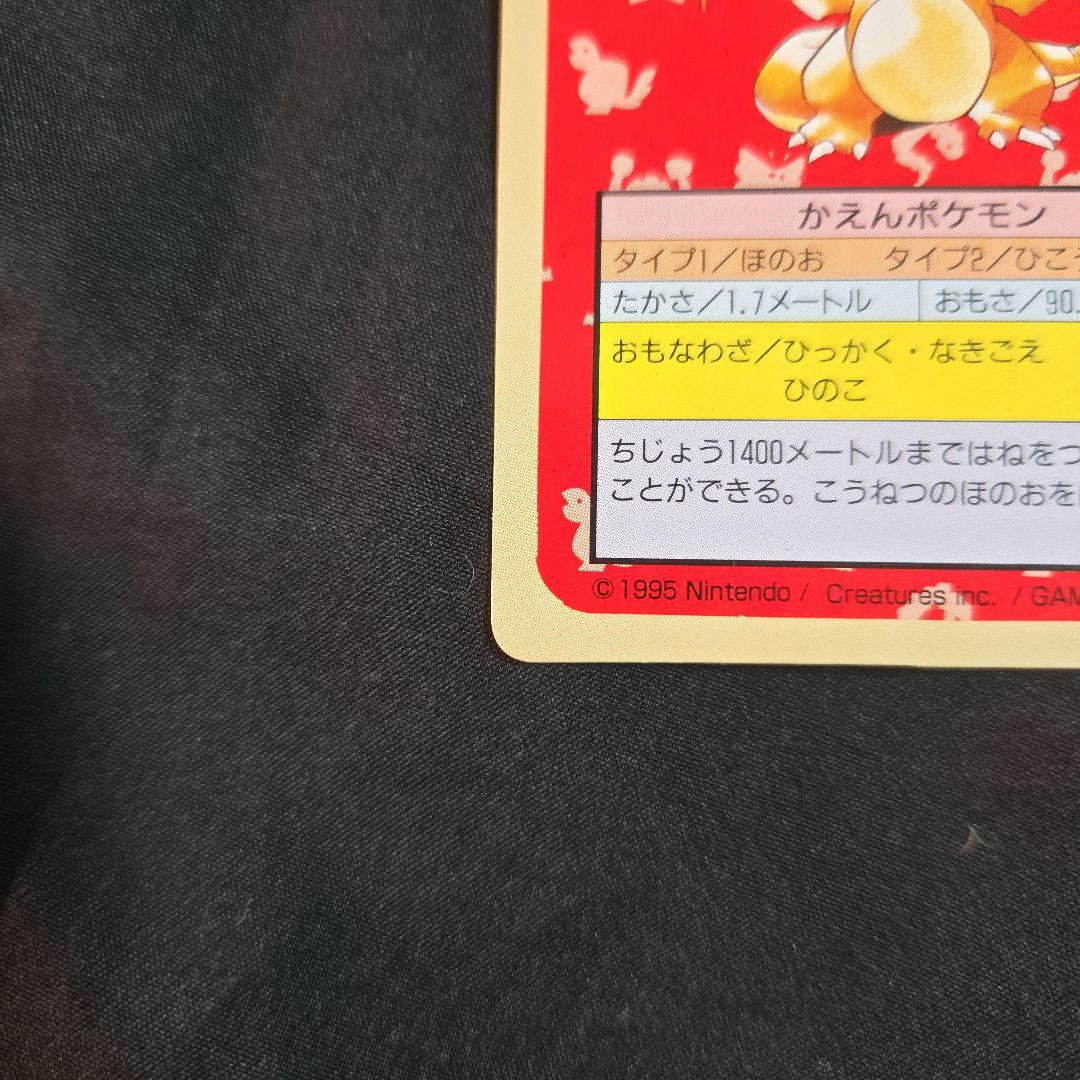 かえんポケモン
タイプ1／ほのお　タイプ2／ひこ
たかさ／1.7メートル　おもさ／90.
おもなわざ／ひっかく・なきごえ
ひのこ
ちじょう1400メートルまではねをつ
ことができる。こうねつのほのおを
©1995 Nintendo / Creatures inc. / GAM